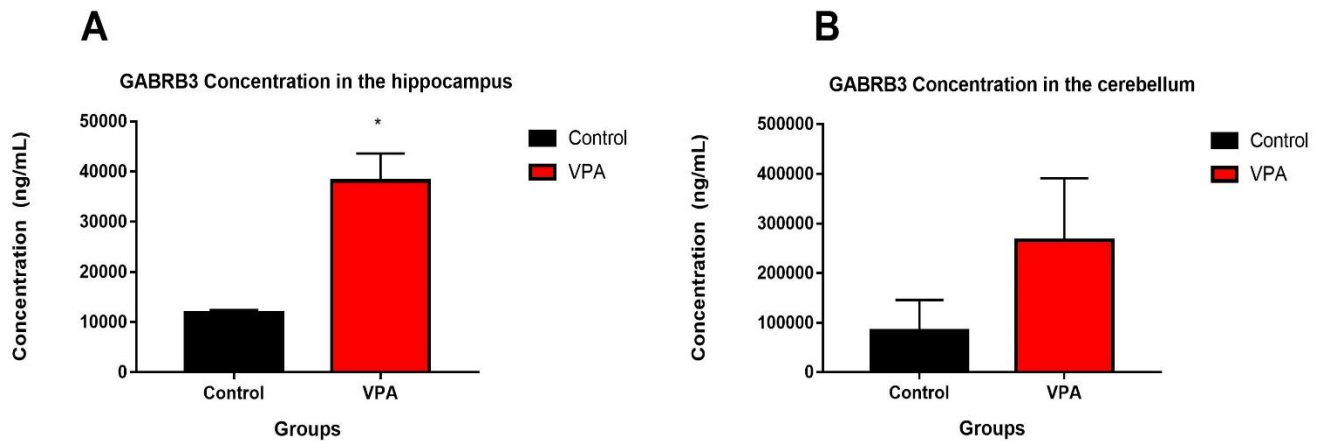 A
GABRB3 Concentration in the hippocampus
Concentration (ng/mL)
50000
40000
30000
20000
10000
0
*
Control
VPA
Control
VPA
Groups
B
GABRB3 Concentration in the cerebellum
Concentration (ng/mL)
500000
400000
300000
200000
100000
0
Control
VPA
Control
VPA
Groups